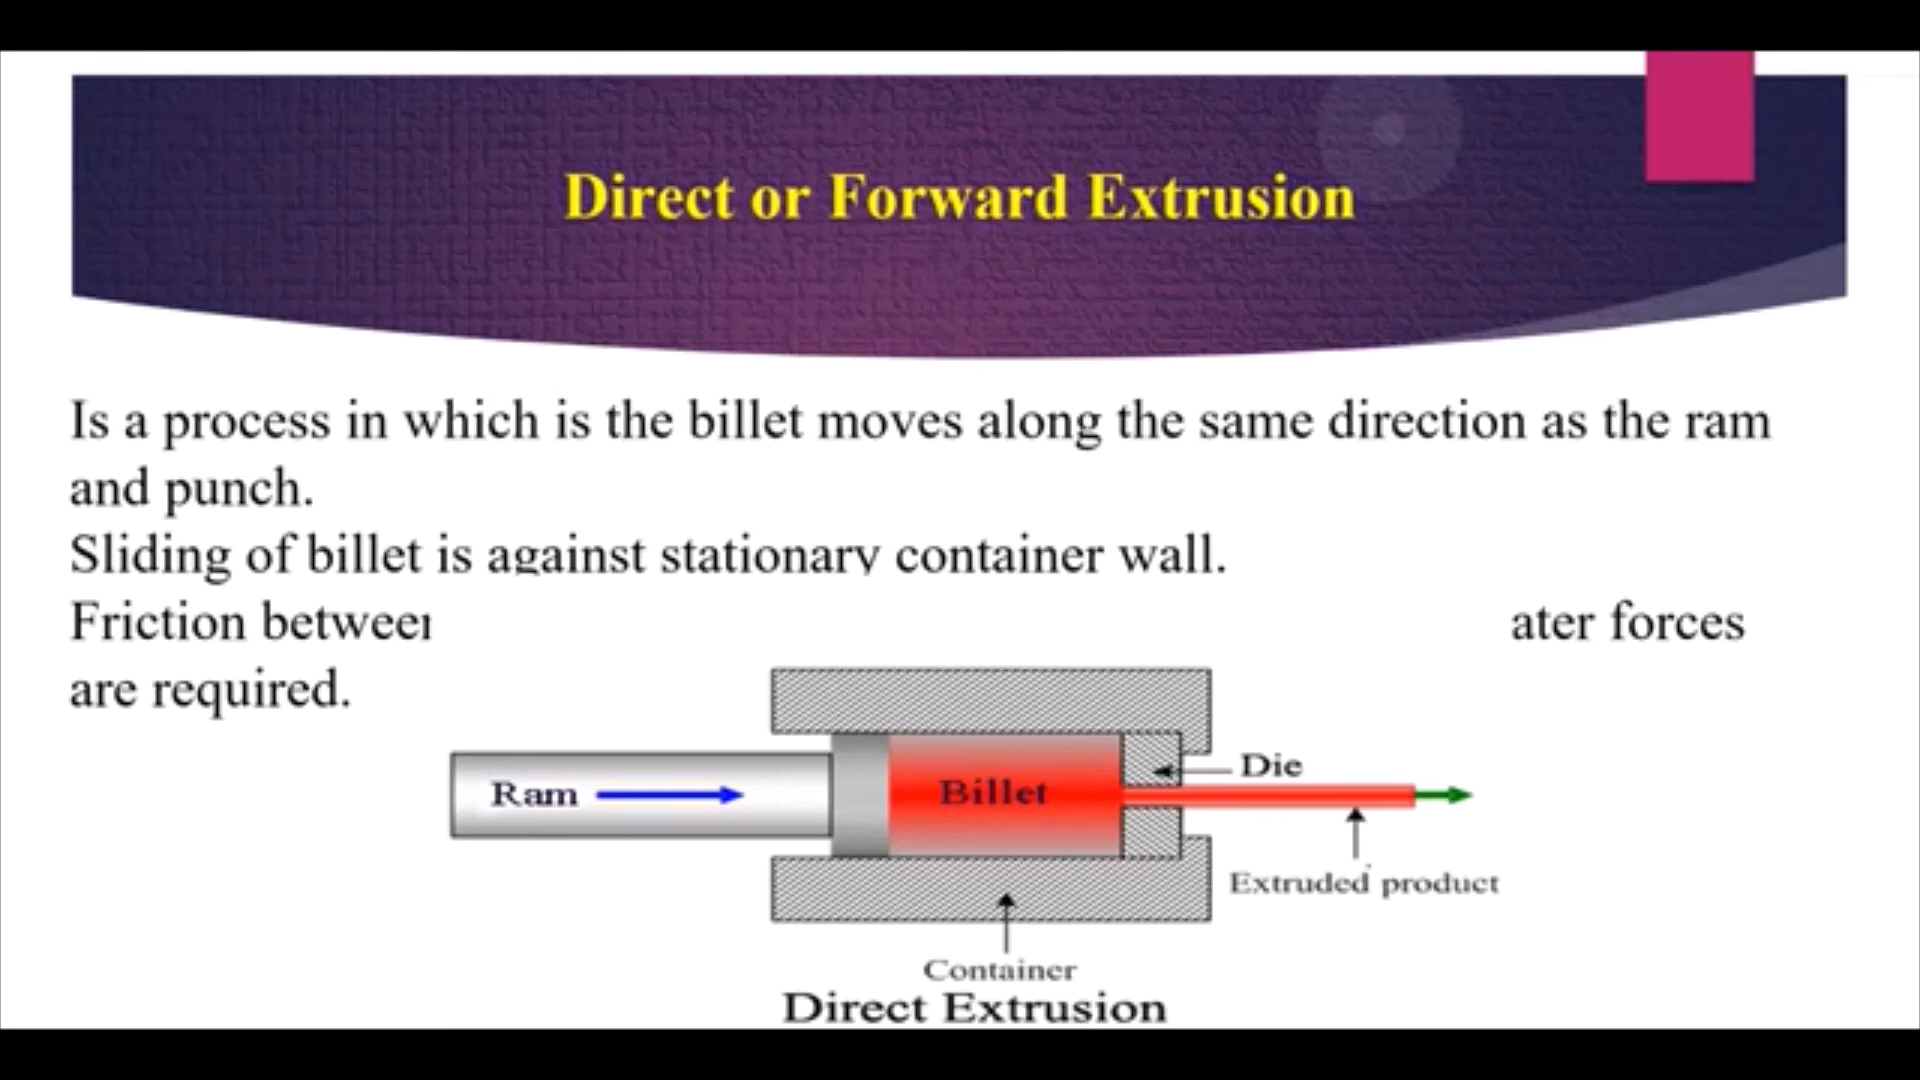 Direct or Forward Extrusion
Is a process in which is the billet moves along the same direction as the ram
and punch.
Sliding of billet is against stationary container wall.
Friction between forces
are required.
Ram
Billet
Die
Extruded product
Container
Direct Extrusion